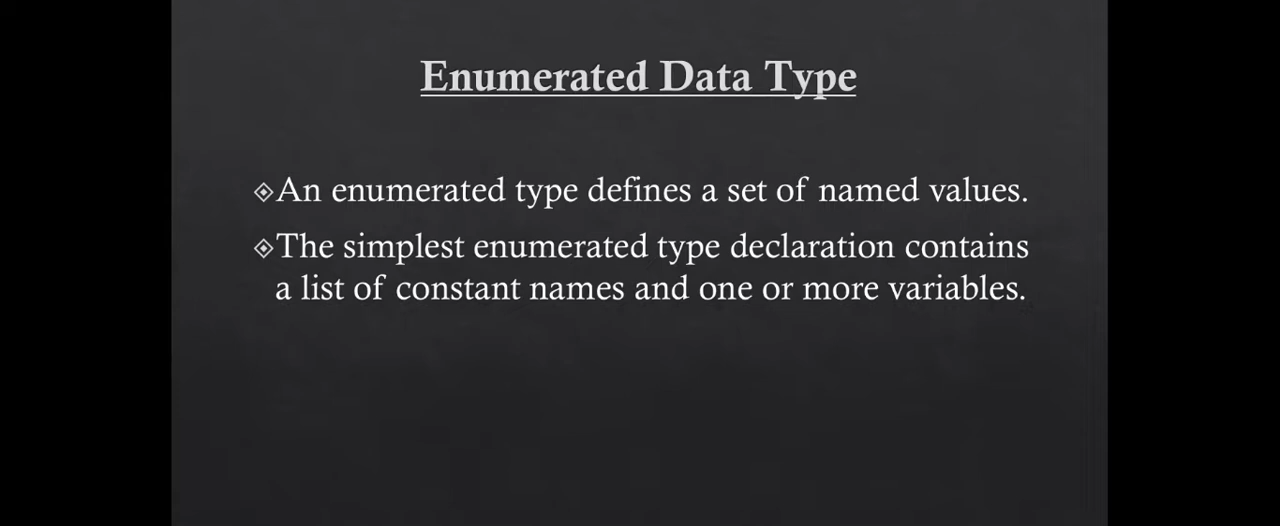 Enumerated Data Type
An enumerated type defines a set of named values.
The simplest enumerated type declaration contains
a list of constant names and one or more variables.